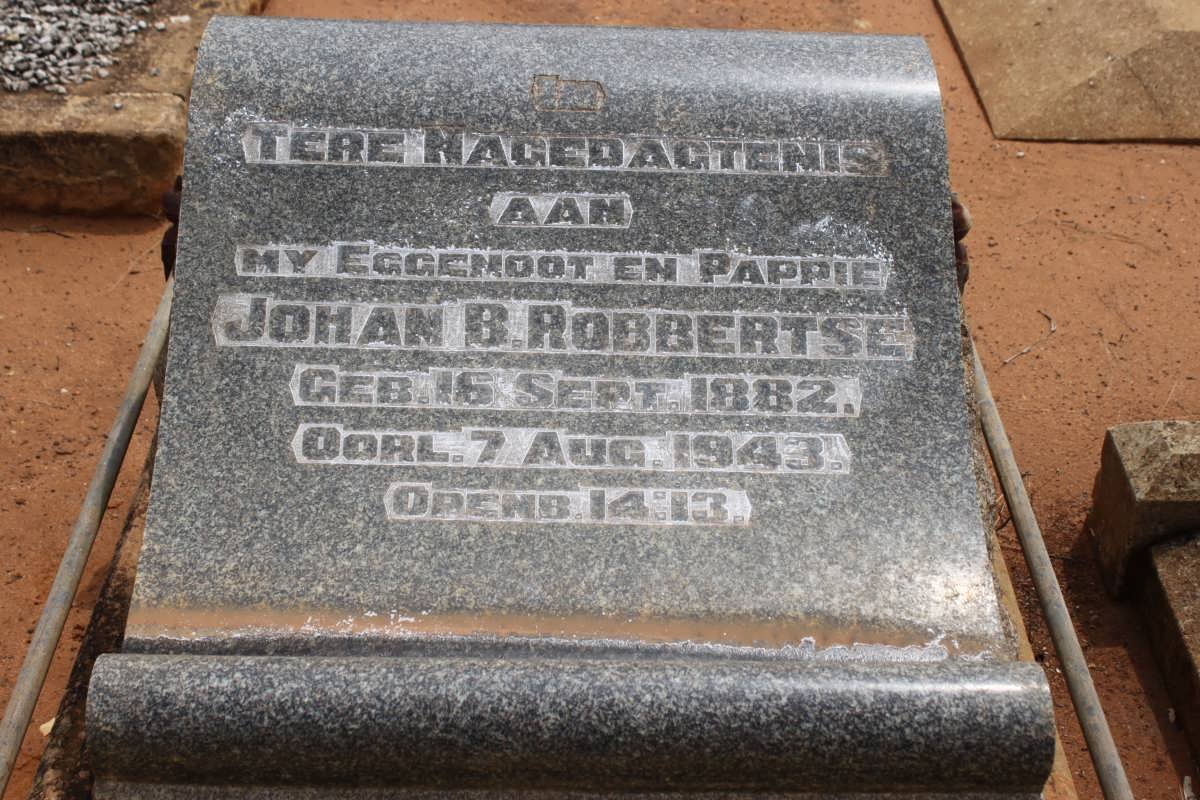 In
TERE NAGEDAGTENIS
AAN
MY EGGENOOT EN PAPPIE
JOHAN B. ROBBERTSE
GEB. 16 SEPT. 1882.
OORL. 7 AUG. 1943.
OPENB. 14:13.